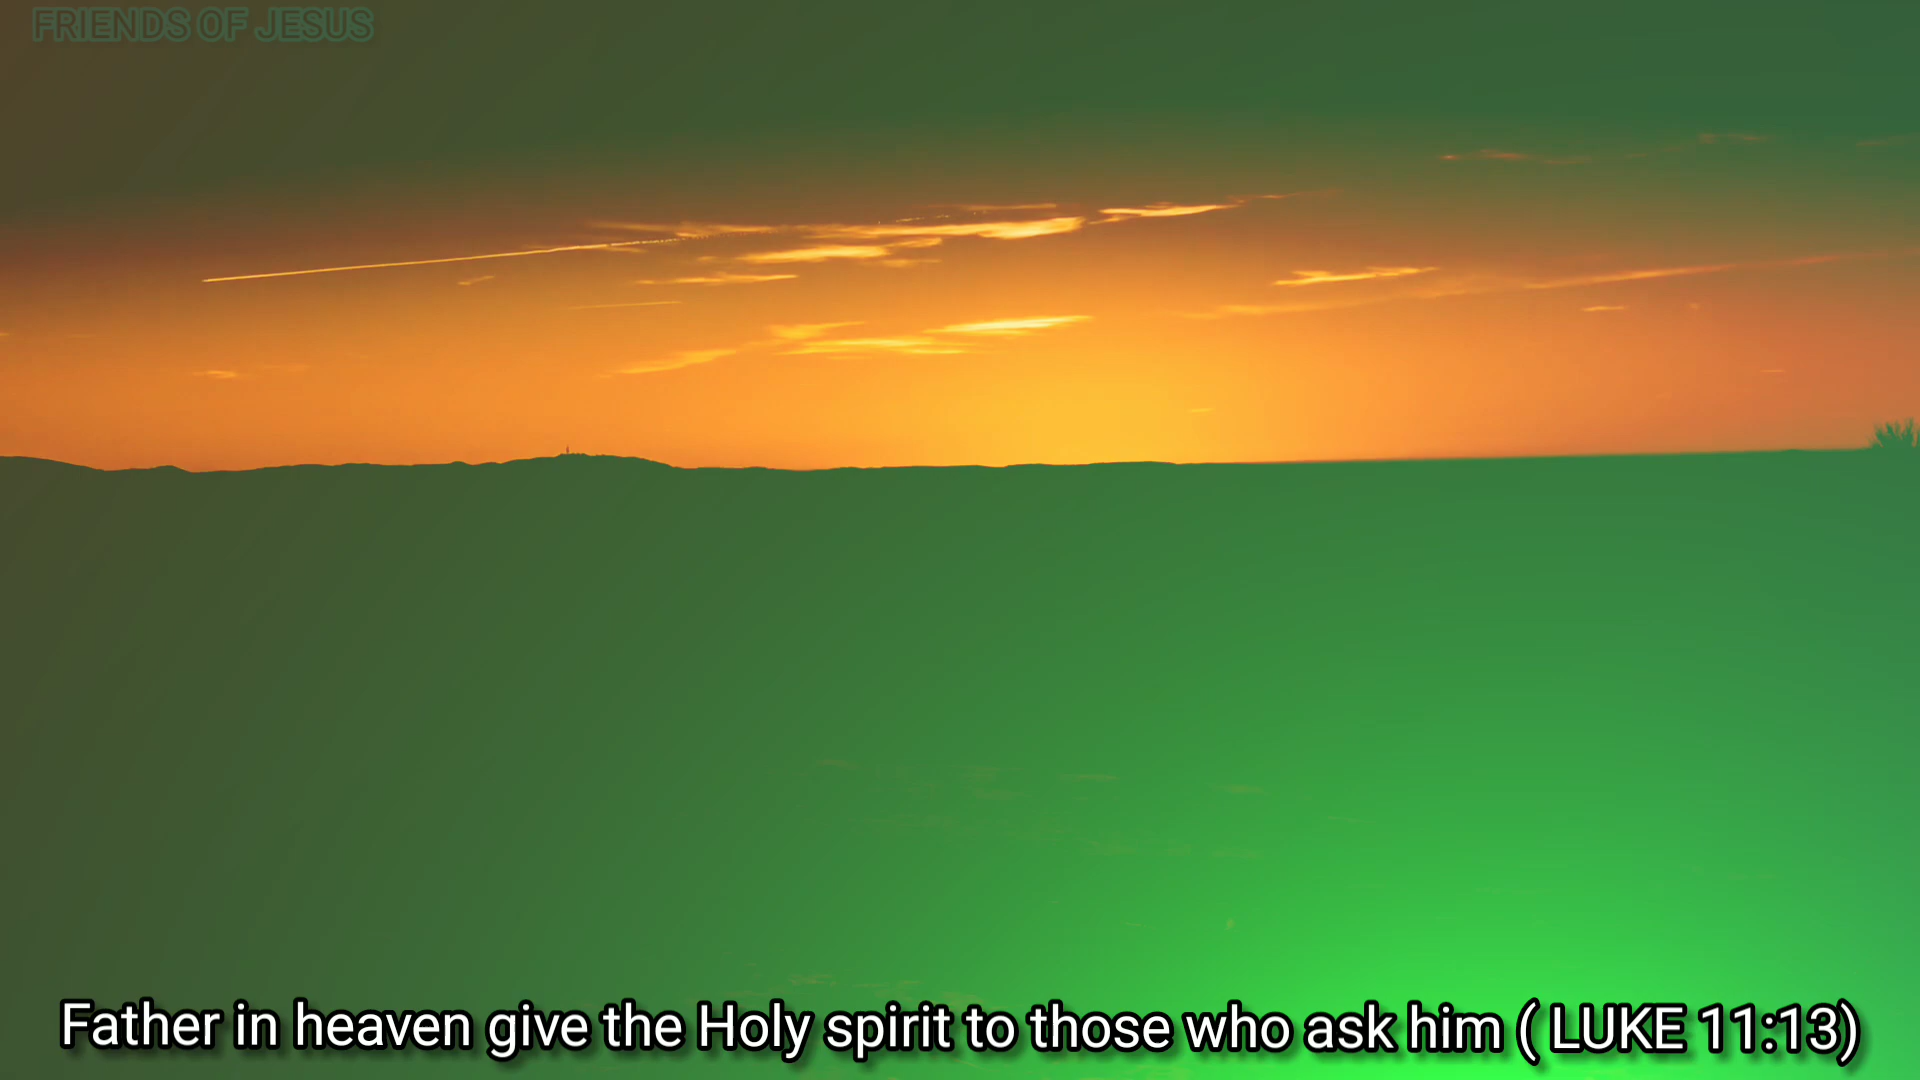 FRIENDS OF JESUS
Father in heaven give the Holy spirit to those who ask him ( LUKE 11:13)